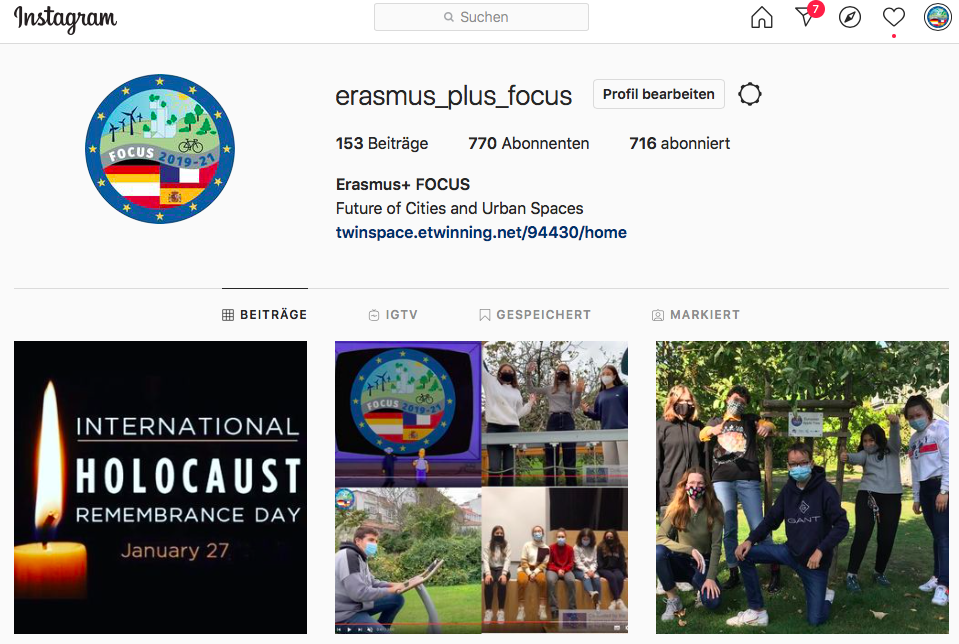 Instagram
Suchen
7
erasmus_plus_focus
Profil bearbeiten
FOCUS 2019-21
153 Beiträge 770 Abonnenten 716 abonniert
Erasmus+ FOCUS
Future of Cities and Urban Spaces
twinspace.etwinning.net/94430/home
BEITRÄGE
IGTV
GESPEICHERT
MARKIERT
INTERNATIONAL
HOLOCAUST
REMEMBRANCE DAY
January 27
FOCUS 2019-21
GANT